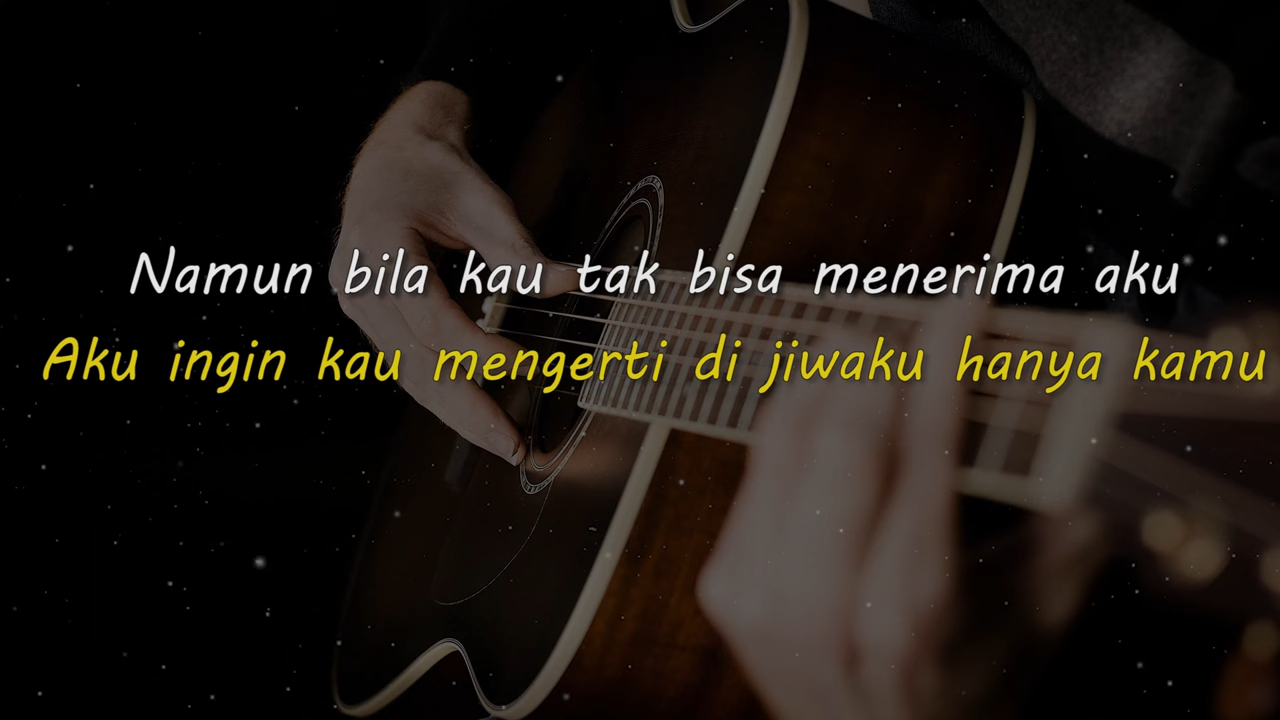 Namun bila kau tak bisa menerima aku
Aku ingin kau mengerti di jiwaku hanya kamu